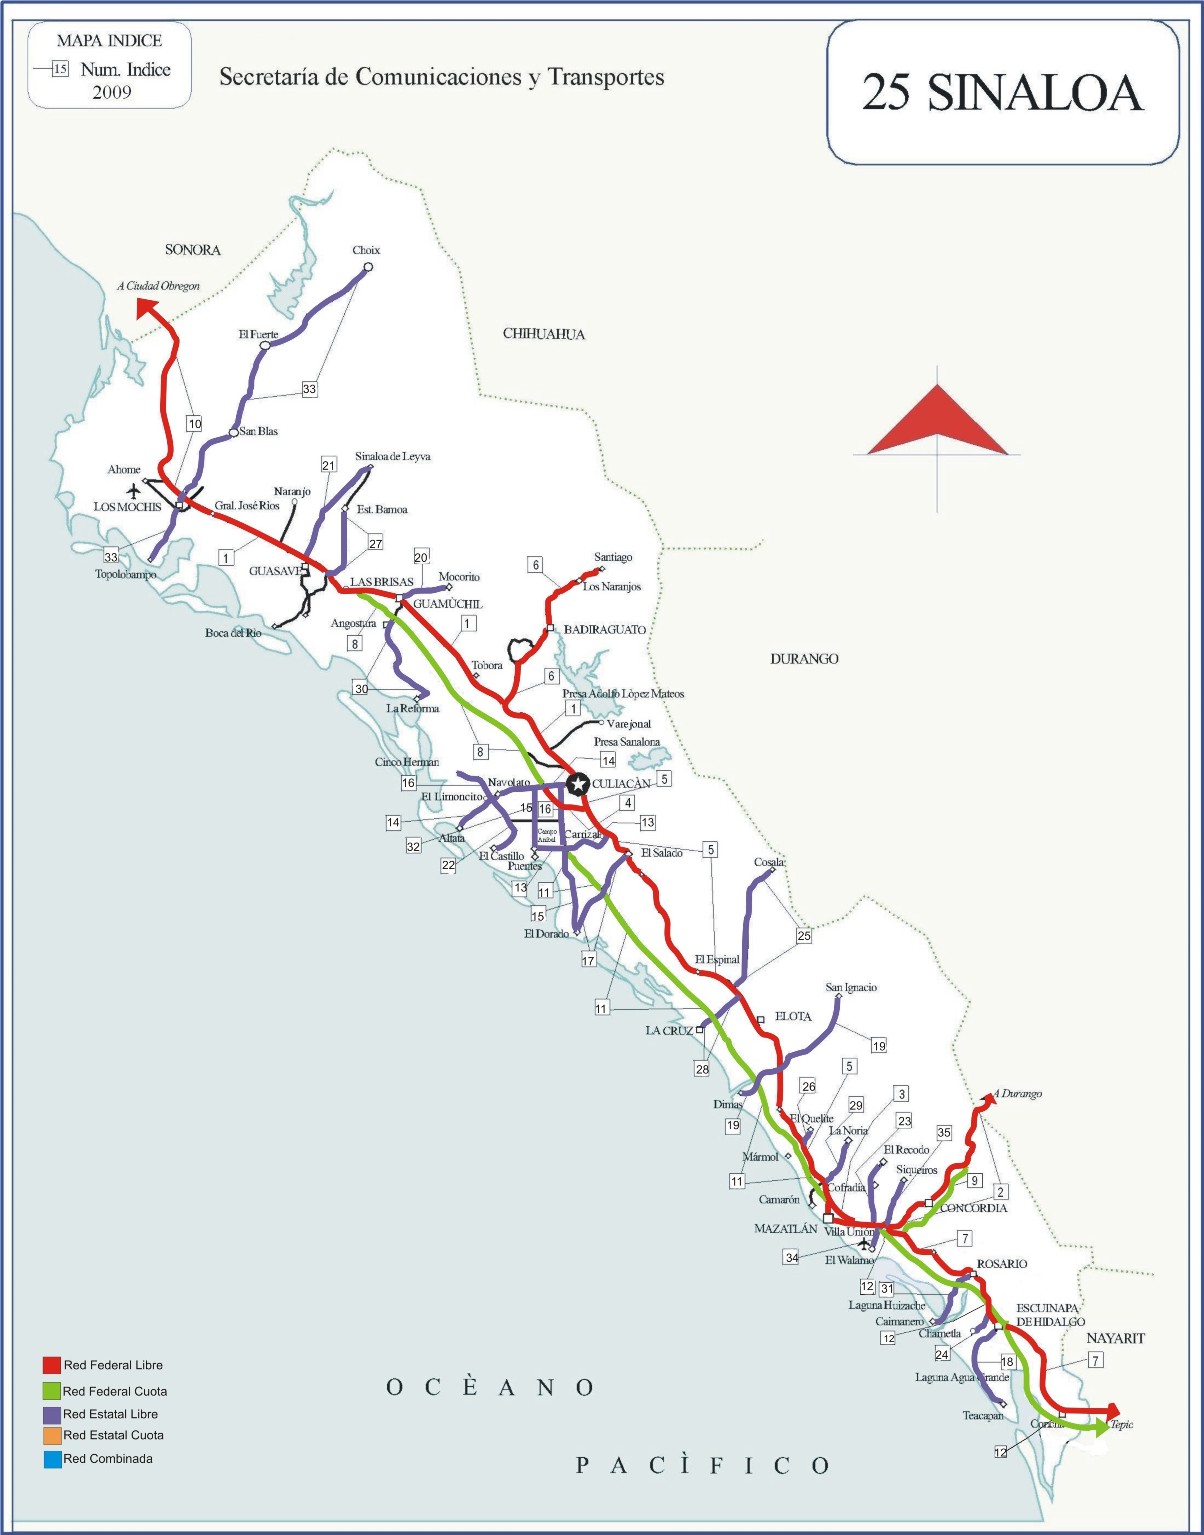 MAPA INDICE
15 Num. Indice
2009
Secretaría de Comunicaciones y Transportes
25 SINALOA
SONORA
Choix
A Ciudad Obregon
El Fuerte
CHIHUAHUA
33
10
San Blas
Sinaloa de Leyva
21
Ahome
Naranjo
LOS MOCHIS
Gral. José Rios
Est. Bamoa
27
33
1
20
Topolobampo
GUASAVE
LAS BRISAS
Mocorito
6
Santiago
Los Naranjos
GUAMÙCHIL
Angostura
1
BADIRAGUATO
Boca del Rio
8
DURANGO
Tobora
6
30
Presa Adolfo Lòpez Mateos
La Reforma
1
Varejonal
8
Presa Sanalona
14
Cinco Herman
16
Navolato
CULIACÀN
5
El Limoncito
15
16
4
14
13
Altata
Campo
Anibal
Carrizal
32
22
El Castillo
El Salado
5
Puentes
Cosala
13
11
15
El Dorado
25
17
El Espinal
San Ignacio
11
LA CRUZ
ELOTA
19
28
5
26
3
A Durango
Dimas
29
19
El Quelite
La Noria
23
35
Mármol
El Recodo
Siqueiros
11
Cofradia
9
2
Camarón
CONCORDIA
MAZATLÁN
Villa Unión
7
34
El Walamo
ROSARIO
12
31
Laguna Huizache
Caimanero
ESCUINAPA
DE HIDALGO
12
Chametla
NAYARIT
24
18
7
Laguna Agua Grande
Teacapan
Tepic
12
OCÈANO
PACÌFICO
Red Federal Libre
Red Federal Cuota
Red Estatal Libre
Red Estatal Cuota
Red Combinada